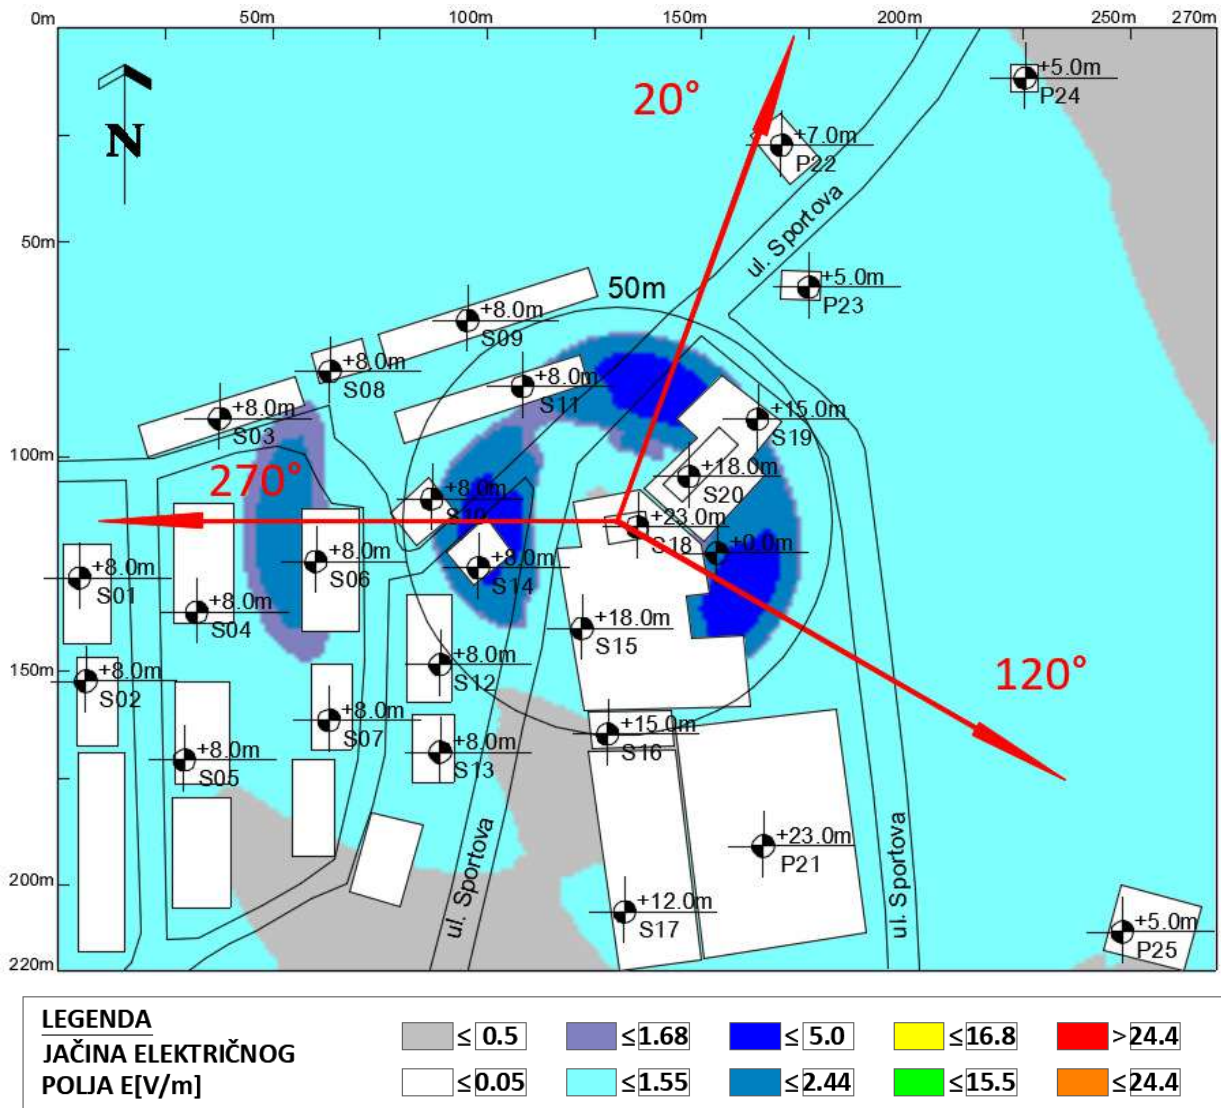 0m 50m 100m 150m 200m 250m 270m
20°
+5.0m
P24
N
+7.0m
P22
ul. Sportova
50m
+5.0m
P23
50m
+8.0m
S09
+8.0m
S08
+8.0m
S11
+8.0m
S03
+15.0m
S19
100m
270°
+18.0m
S20
+8.0m
S10
+23.0m
S18
+0.0m
+8.0m
S01
+8.0m
S06
+8.0m
S14
+8.0m
S04
+18.0m
S15
150m
+8.0m
S02
+8.0m
S12
120°
+8.0m
S07
+15.0m
S16
+8.0m
S05
+8.0m
S13
ul. Sportova
+23.0m
P21
ul. Sportova
200m
+12.0m
S17
+5.0m
P25
220m
LEGENDA
JAČINA ELEKTRIČNOG
POLJA E[V/m]
≤ 0.5 ≤1.68 ≤ 5.0 ≤16.8 >24.4
≤0.05 ≤1.55 ≤2.44 ≤15.5 ≤24.4